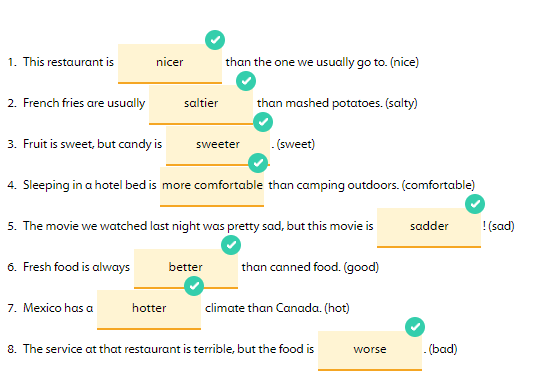 1. This restaurant is nicer than the one we usually go to. (nice)
2. French fries are usually saltier than mashed potatoes. (salty)
3. Fruit is sweet, but candy is sweeter . (sweet)
4. Sleeping in a hotel bed is more comfortable than camping outdoors. (comfortable)
5. The movie we watched last night was pretty sad, but this movie is sadder ! (sad)
6. Fresh food is always better than canned food. (good)
7. Mexico has a hotter climate than Canada. (hot)
8. The service at that restaurant is terrible, but the food is worse . (bad)